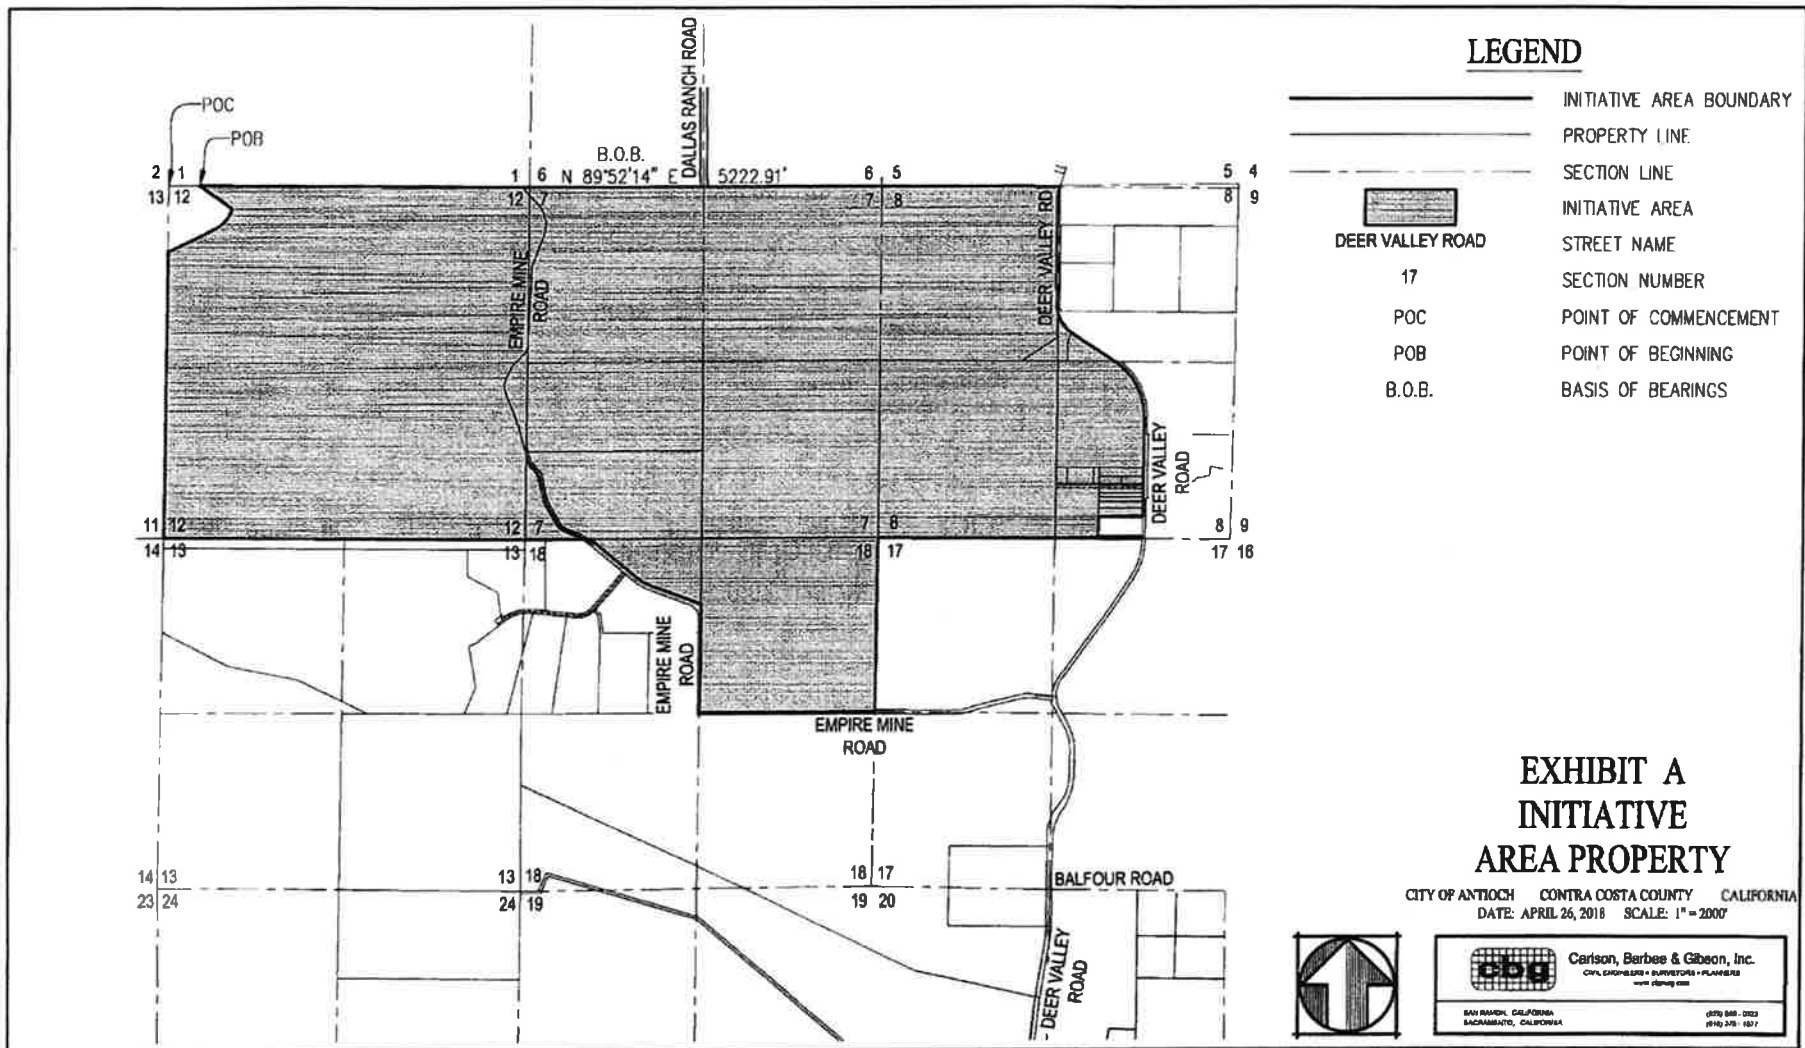 LEGEND
INITIATIVE AREA BOUNDARY
PROPERTY LINE
SECTION LINE
INITIATIVE AREA
DEER VALLEY ROAD STREET NAME
17 SECTION NUMBER
POC POINT OF COMMENCEMENT
POB POINT OF BEGINNING
B.O.B. BASIS OF BEARINGS
POC
POB
DALLAS RANCH ROAD
B.O.B.
N 89°52'14" E 5222.91'
2 1
13 12
1 6
12 7
6 5
7 8
5 4
8 9
EMPIRE MINE
ROAD
DEER VALLEY RD
DEER VALLEY
ROAD
11 12
14 13
12 7
13 18
7 8
18 17
8 9
17 16
EMPIRE MINE
ROAD
EMPIRE MINE
ROAD
14 13
23 24
13 18
24 19
18 17
19 20
BALFOUR ROAD
DEER VALLEY
ROAD
EXHIBIT A
INITIATIVE
AREA PROPERTY
CITY OF ANTIOCH CONTRA COSTA COUNTY CALIFORNIA
DATE: APRIL 26, 2018 SCALE: 1" = 2000'
cbg
Carlson, Barbee & Gibson, Inc.
CIVIL ENGINEERS • SURVEYORS • PLANNERS
SAN RAMON, CALIFORNIA
SACRAMENTO, CALIFORNIA